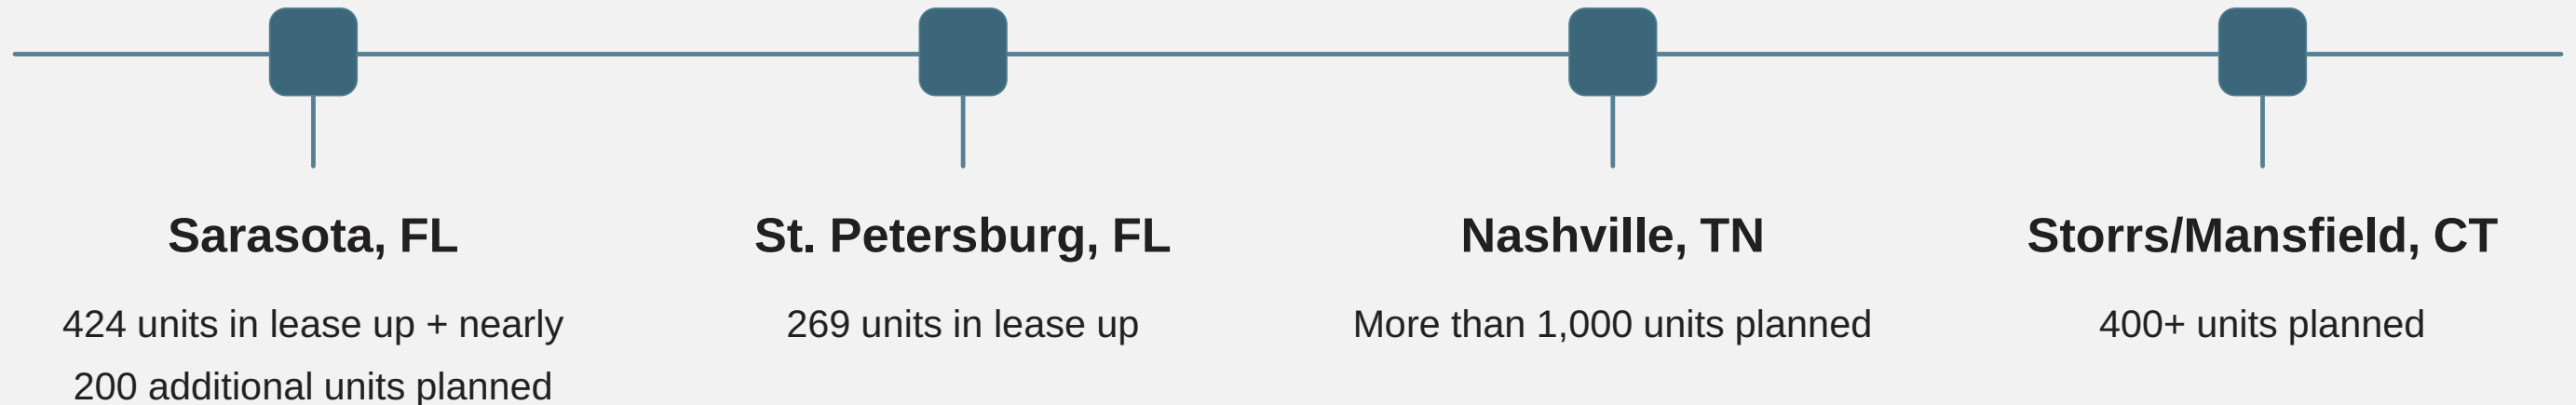 Sarasota, FL
424 units in lease up + nearly
200 additional units planned
St. Petersburg, FL
269 units in lease up
Nashville, TN
More than 1,000 units planned
Storrs/Mansfield, CT
400+ units planned